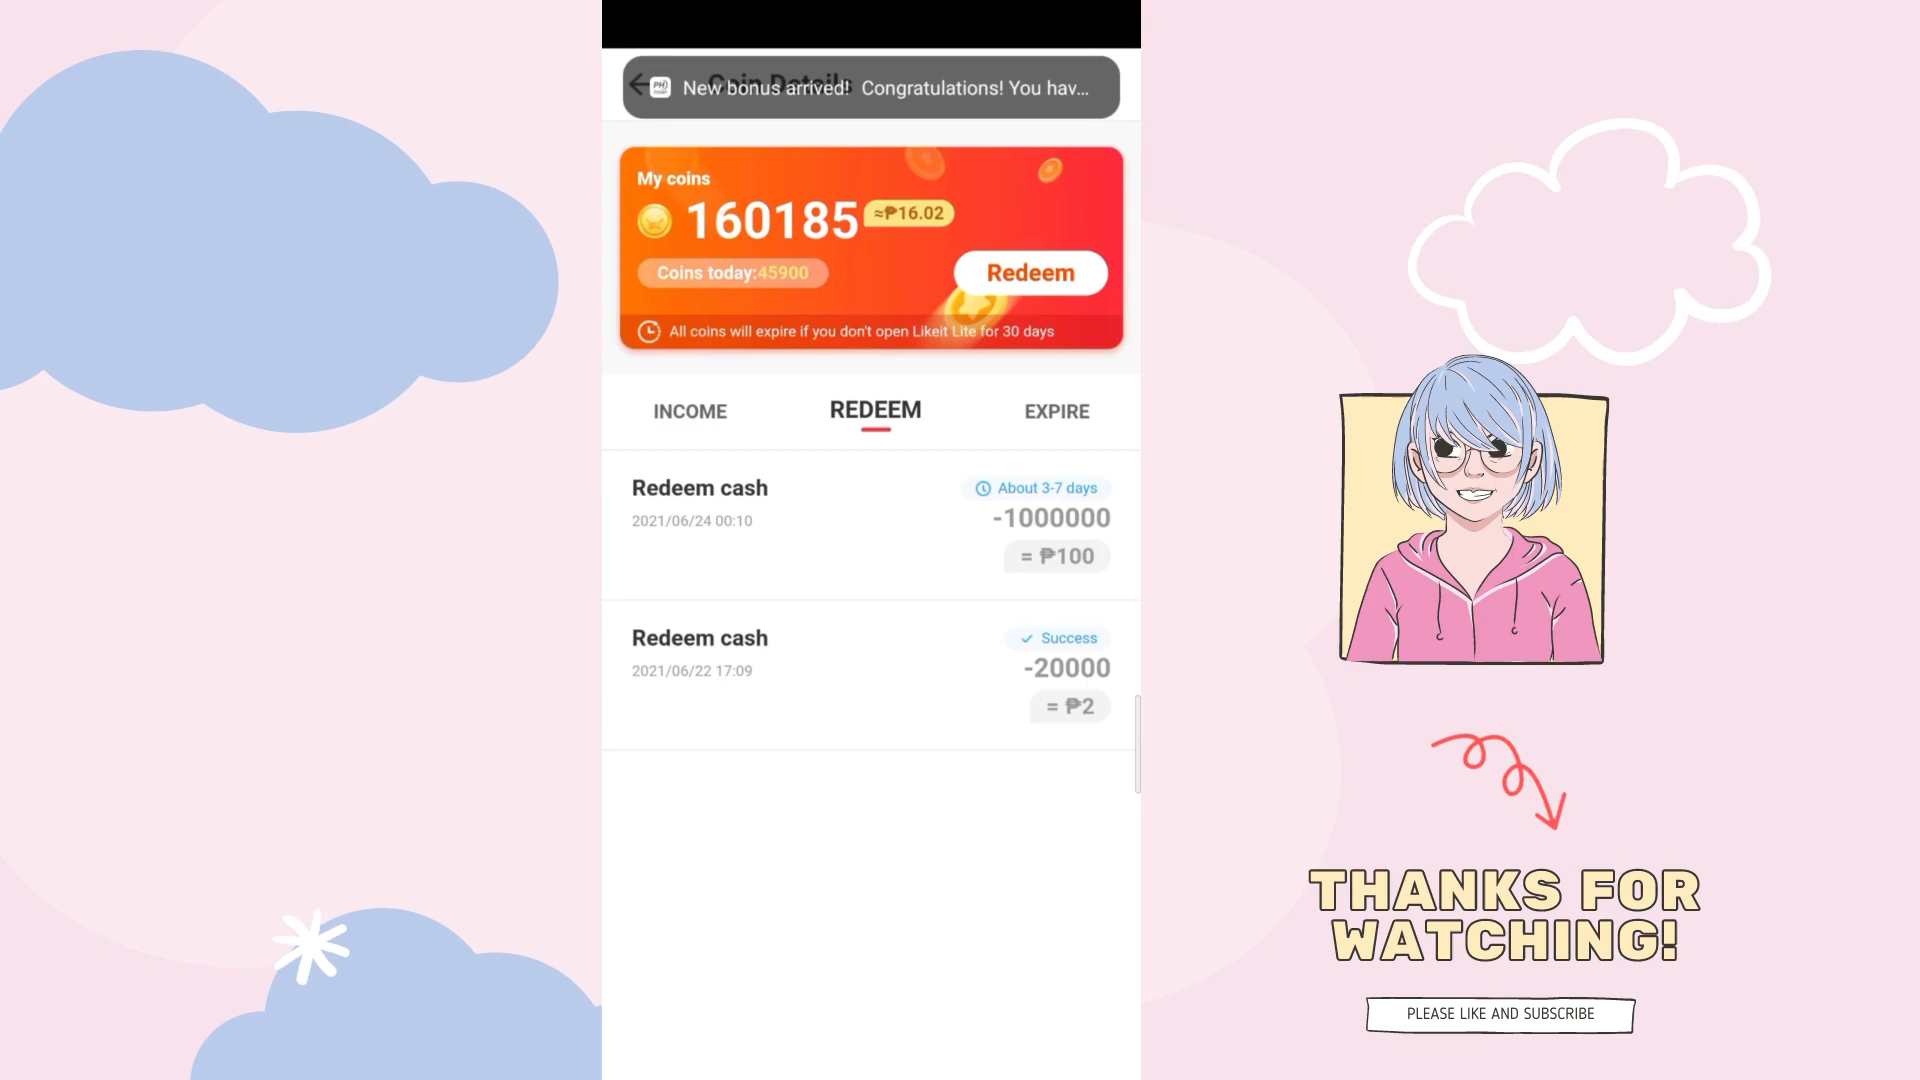 Coin Details
New bonus arrived! Congratulations! You hav...
My coins
160185 ≈₱16.02
Coins today:45900
Redeem
All coins will expire if you don't open Likeit Lite for 30 days
INCOME REDEEM EXPIRE
Redeem cash About 3-7 days
2021/06/24 00:10 -1000000
= ₱100
Redeem cash Success
2021/06/22 17:09 -20000
= ₱2
THANKS FOR
WATCHING!
PLEASE LIKE AND SUBSCRIBE